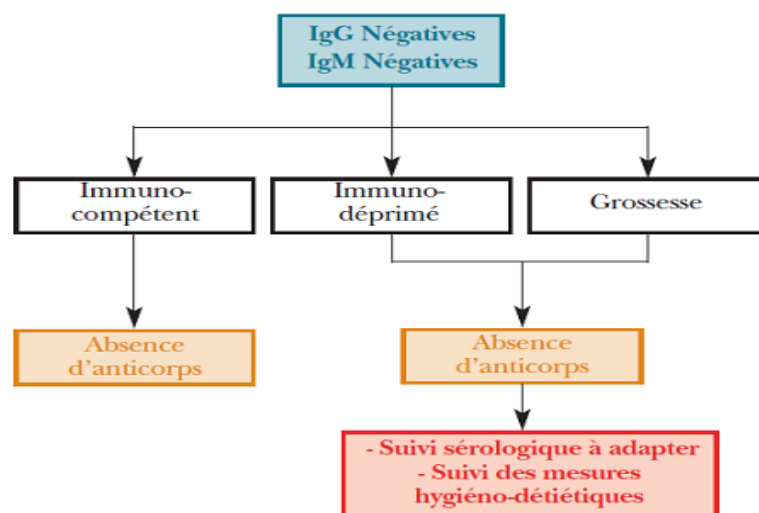 IgG Négatives
IgM Négatives
Immuno-
compétent
Immuno-
déprimé
Grossesse
Absence
d'anticorps
Absence
d'anticorps
- Suivi sérologique à adapter
- Suivi des mesures
hygiéno-détiétiques